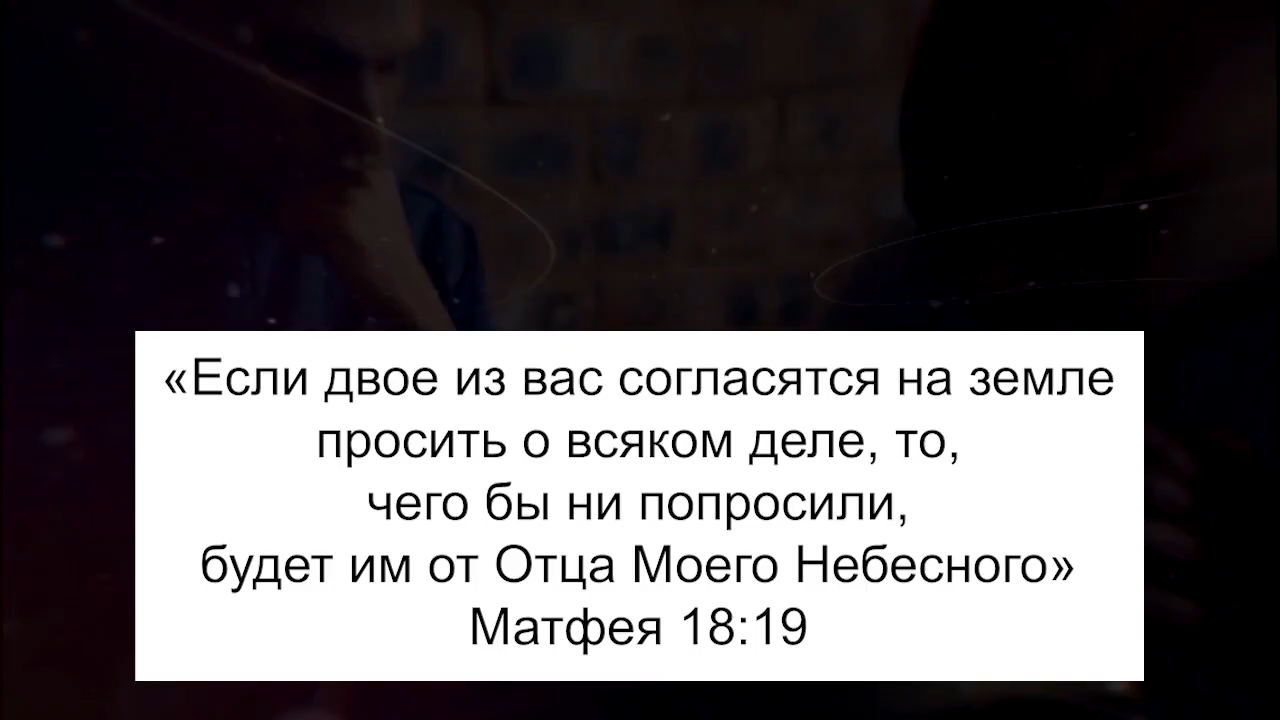 «Если двое из вас согласятся на земле
просить о всяком деле, то,
чего бы ни попросили,
будет им от Отца Моего Небесного»
Матфея 18:19